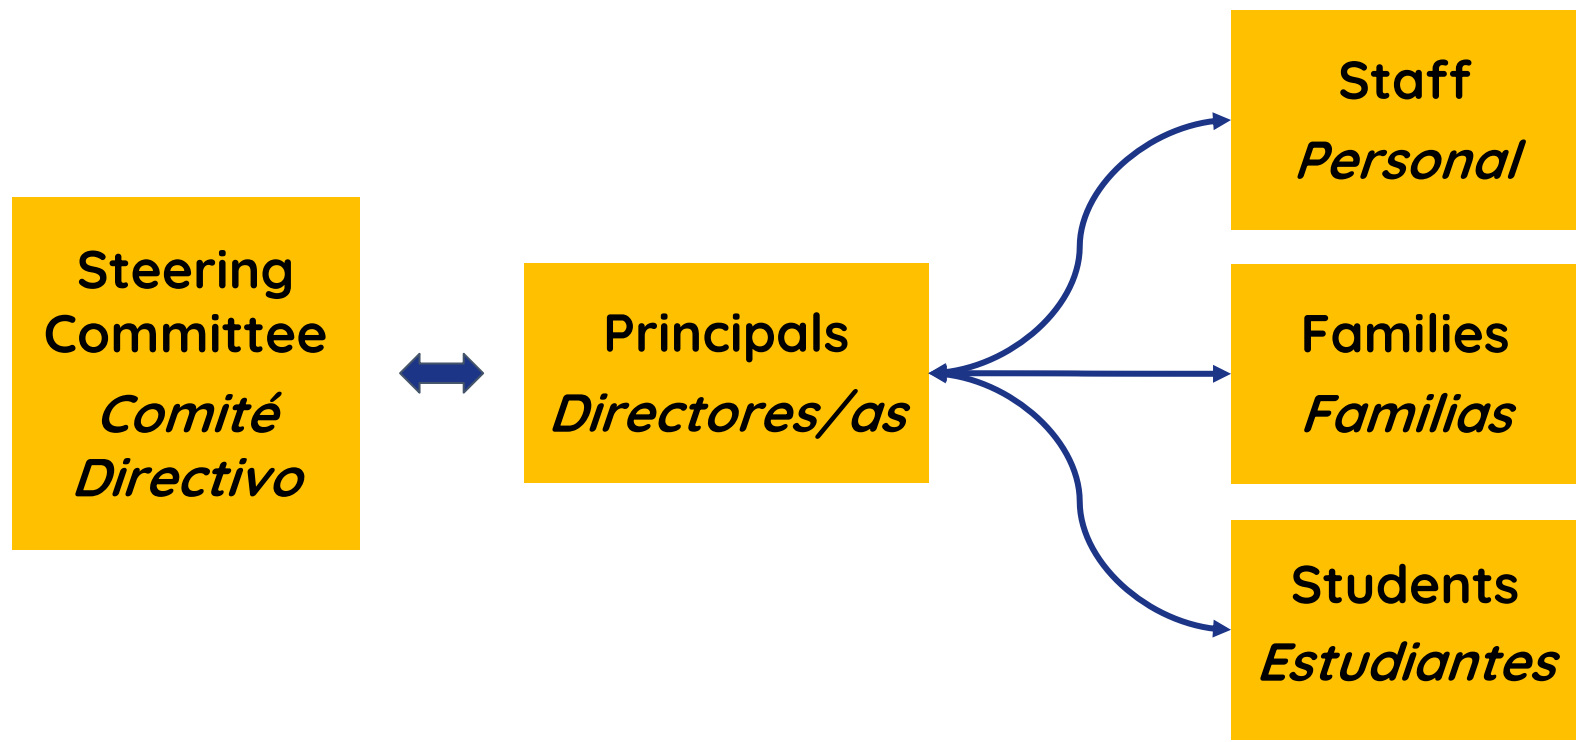 Steering
Committee
Comité
Directivo
Principals
Directores/as
Staff
Personal
Families
Familias
Students
Estudiantes